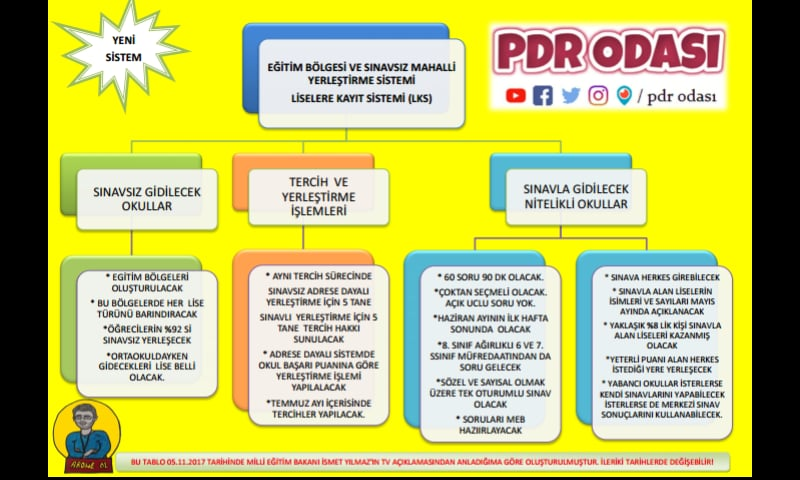 YENİ
SİSTEM
EĞİTİM BÖLGESİ VE SINAVSIZ MAHALLİ
YERLEŞTİRME SİSTEMİ
LİSELERE KAYIT SİSTEMİ (LKS)
PDR ODASI
/ pdr odası
SINAVSIZ GİDİLECEK
OKULLAR
TERCİH VE
YERLEŞTİRME
İŞLEMLERİ
SINAVLA GİDİLECEK
NİTELİKLİ OKULLAR
* EGİTİM BÖLGELERİ
OLUŞTURULACAK
* BU BÖLGELERDE HER LİSE
TÜRÜNÜ BARINDIRACAK
*ÖĞRECİLERİN %92 Sİ
SINAVSIZ YERLEŞECEK
*ORTAOKULDAYKEN
GİDECEKLERİ LİSE BELLİ
OLACAK.
* AYNI TERCİH SÜRECİNDE
SINAVSIZ ADRESE DAYALI
YERLEŞTİRME İÇİN 5 TANE
SINAVLI YERLEŞTİRME İÇİN 5
TANE TERCİH HAKKI
SUNULACAK
* ADRESE DAYALI SİSTEMDE
OKUL BAŞARI PUANINA GÖRE
YERLEŞTİRME İŞLEMİ
YAPILALACAK
*TEMMUZ AYI İÇERİSİNDE
TERCİHLER YAPILACAK.
* 60 SORU 90 DK OLACAK.
*ÇOKTAN SEÇMELİ OLACAK.
AÇIK UCLU SORU YOK.
*HAZIRAN AYININ İLK HAFTA
SONUNDA OLACAK
*8. SINIF AĞIRLIKLI 6 VE 7.
SSINIF MÜFREDAATINDAN DA
SORU GELECEK
*SÖZEL VE SAYISAL OLMAK
ÜZERE TEK OTURUMLU SINAV
OLACAK
* SORULARI MEB
HAZIIRLAYACAK
* SINAVA HERKES GİREBİLECEK
* SINAVLA ALAN LİSELERİN
İSİMLERİ VE SAYILARI MAYIS
AYINDA AÇIKLANACAK
* YAKLAŞIK %8 LİK KİŞİ SINAVLA
ALAN LİSELERİ KAZANMIŞ
OLACAK
*YETERLİ PUANI ALAN HERKES
İSTEDİĞİ YERE YERLEŞECEK
*YABANCI OKULLAR İSTERLERSE
KENDİ SINAVLARINI YAPABİLECEK
İSTERLERSE DE MERKEZİ SINAV
SONUÇLARINI KULLANABİLECEK.
BU TABLO 05.11.2017 TARİHİNDE MİLLİ EĞİTİM BAKANI İSMET YILMAZ'IN TV AÇIKLAMASINDAN ANLADIĞIMA GÖRE OLUŞTURULMUŞTUR. İLERİKİ TARİHLERDE DEĞİŞEBİLİR!